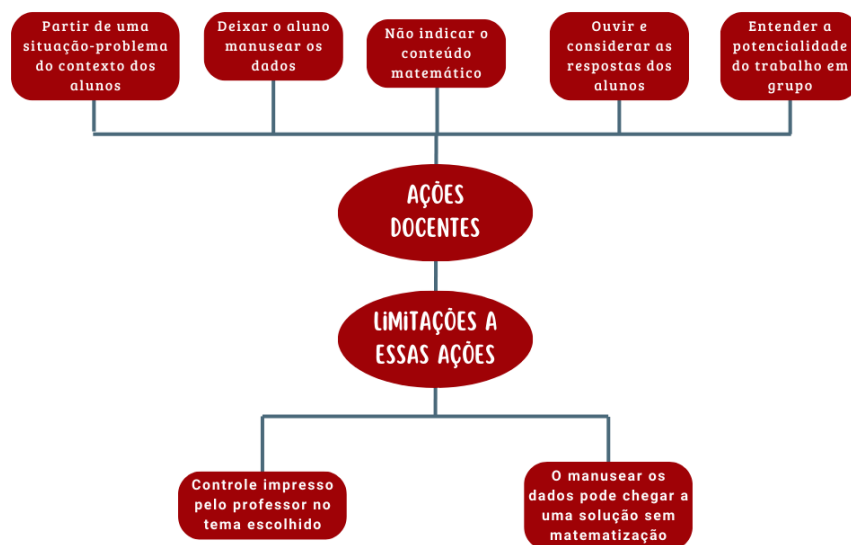 Partir de uma
situação-problema
do contexto dos
alunos
Deixar o aluno
manusear os
dados
Não indicar o
conteúdo
matemático
Ouvir e
considerar as
respostas dos
alunos
Entender a
potencialidade
do trabalho em
grupo
AÇÕES
DOCENTES
LIMITAÇÕES A
ESSAS AÇÕES
Controle impresso
pelo professor no
tema escolhido
O manusear os
dados pode chegar a
uma solução sem
matematização